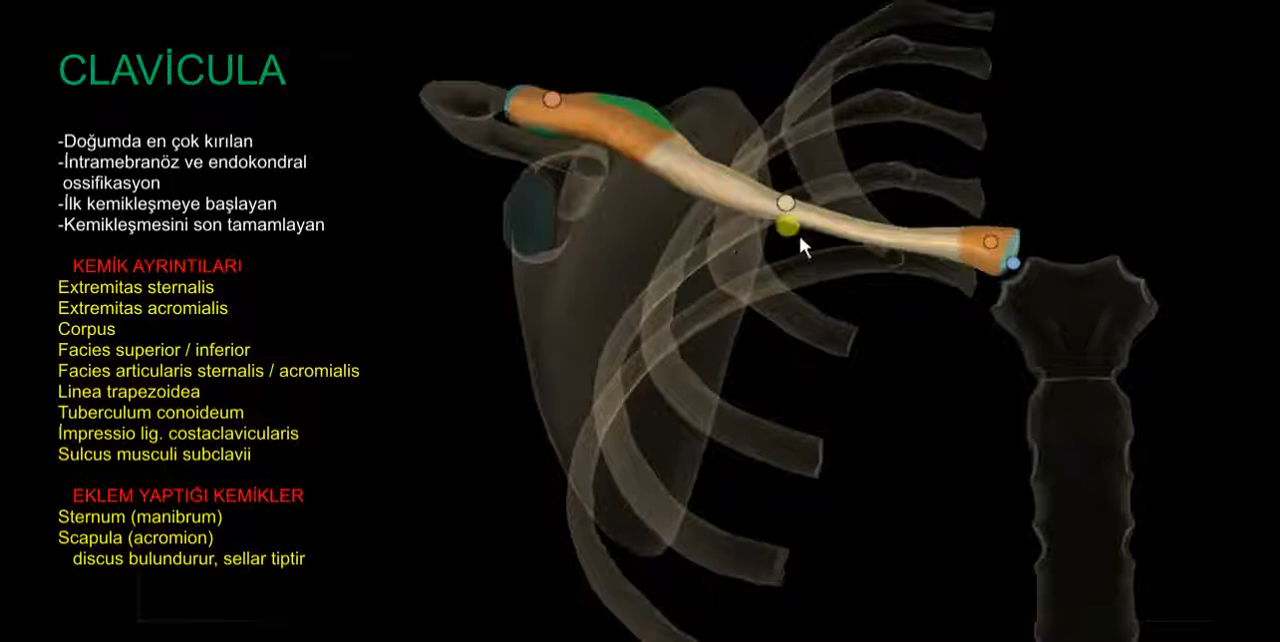 CLAVİCULA
-Doğumda en çok kırılan
-İntramebranöz ve endokondral
ossifikasyon
-İlk kemikleşmeye başlayan
-Kemikleşmesini son tamamlayan
KEMİK AYRINTILARI
Extremitas sternalis
Extremitas acromialis
Corpus
Facies superior / inferior
Facies articularis sternalis / acromialis
Linea trapezoidea
Tuberculum conoideum
İmpressio lig. costaclavicularis
Sulcus musculi subclavii
EKLEM YAPTIĞI KEMİKLER
Sternum (manibrum)
Scapula (acromion)
discus bulundurur, sellar tiptir